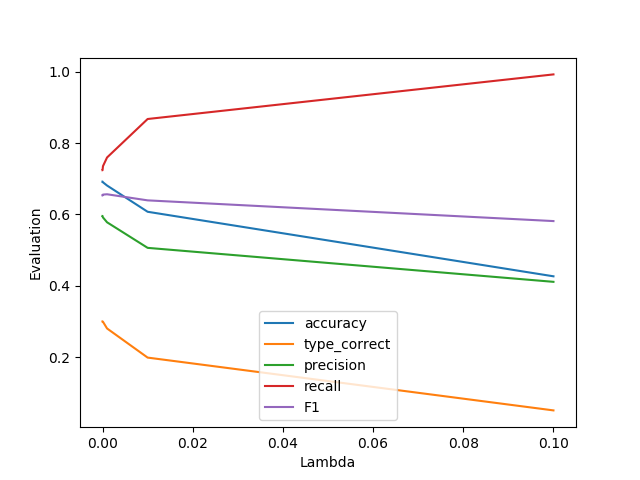 1.0
0.8
0.6
0.4
0.2
Evaluation
accuracy
type_correct
precision
recall
F1
0.00 0.02 0.04 0.06 0.08 0.10
Lambda